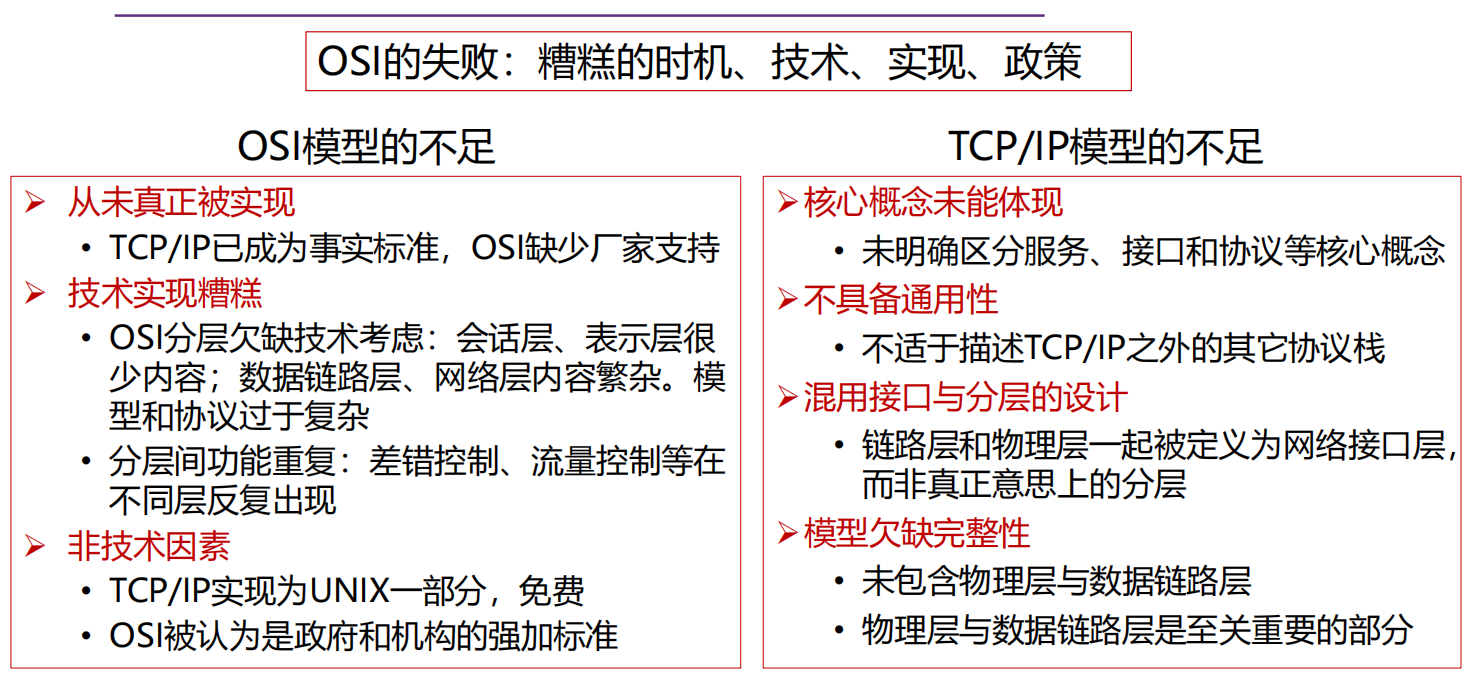 OSI的失败：糟糕的时机、技术、实现、政策
OSI模型的不足
➢ 从未真正被实现
• TCP/IP已成为事实标准，OSI缺少厂家支持
➢ 技术实现糟糕
• OSI分层欠缺技术考虑：会话层、表示层很
少内容；数据链路层、网络层内容繁杂。模
型和协议过于复杂
• 分层间功能重复：差错控制、流量控制等在
不同层反复出现
➢ 非技术因素
• TCP/IP实现为UNIX一部分，免费
• OSI被认为是政府和机构的强加标准
TCP/IP模型的不足
➢核心概念未能体现
• 未明确区分服务、接口和协议等核心概念
➢不具备通用性
• 不适于描述TCP/IP之外的其它协议栈
➢混用接口与分层的设计
• 链路层和物理层一起被定义为网络接口层，
而非真正意思上的分层
➢模型欠缺完整性
• 未包含物理层与数据链路层
• 物理层与数据链路层是至关重要的部分